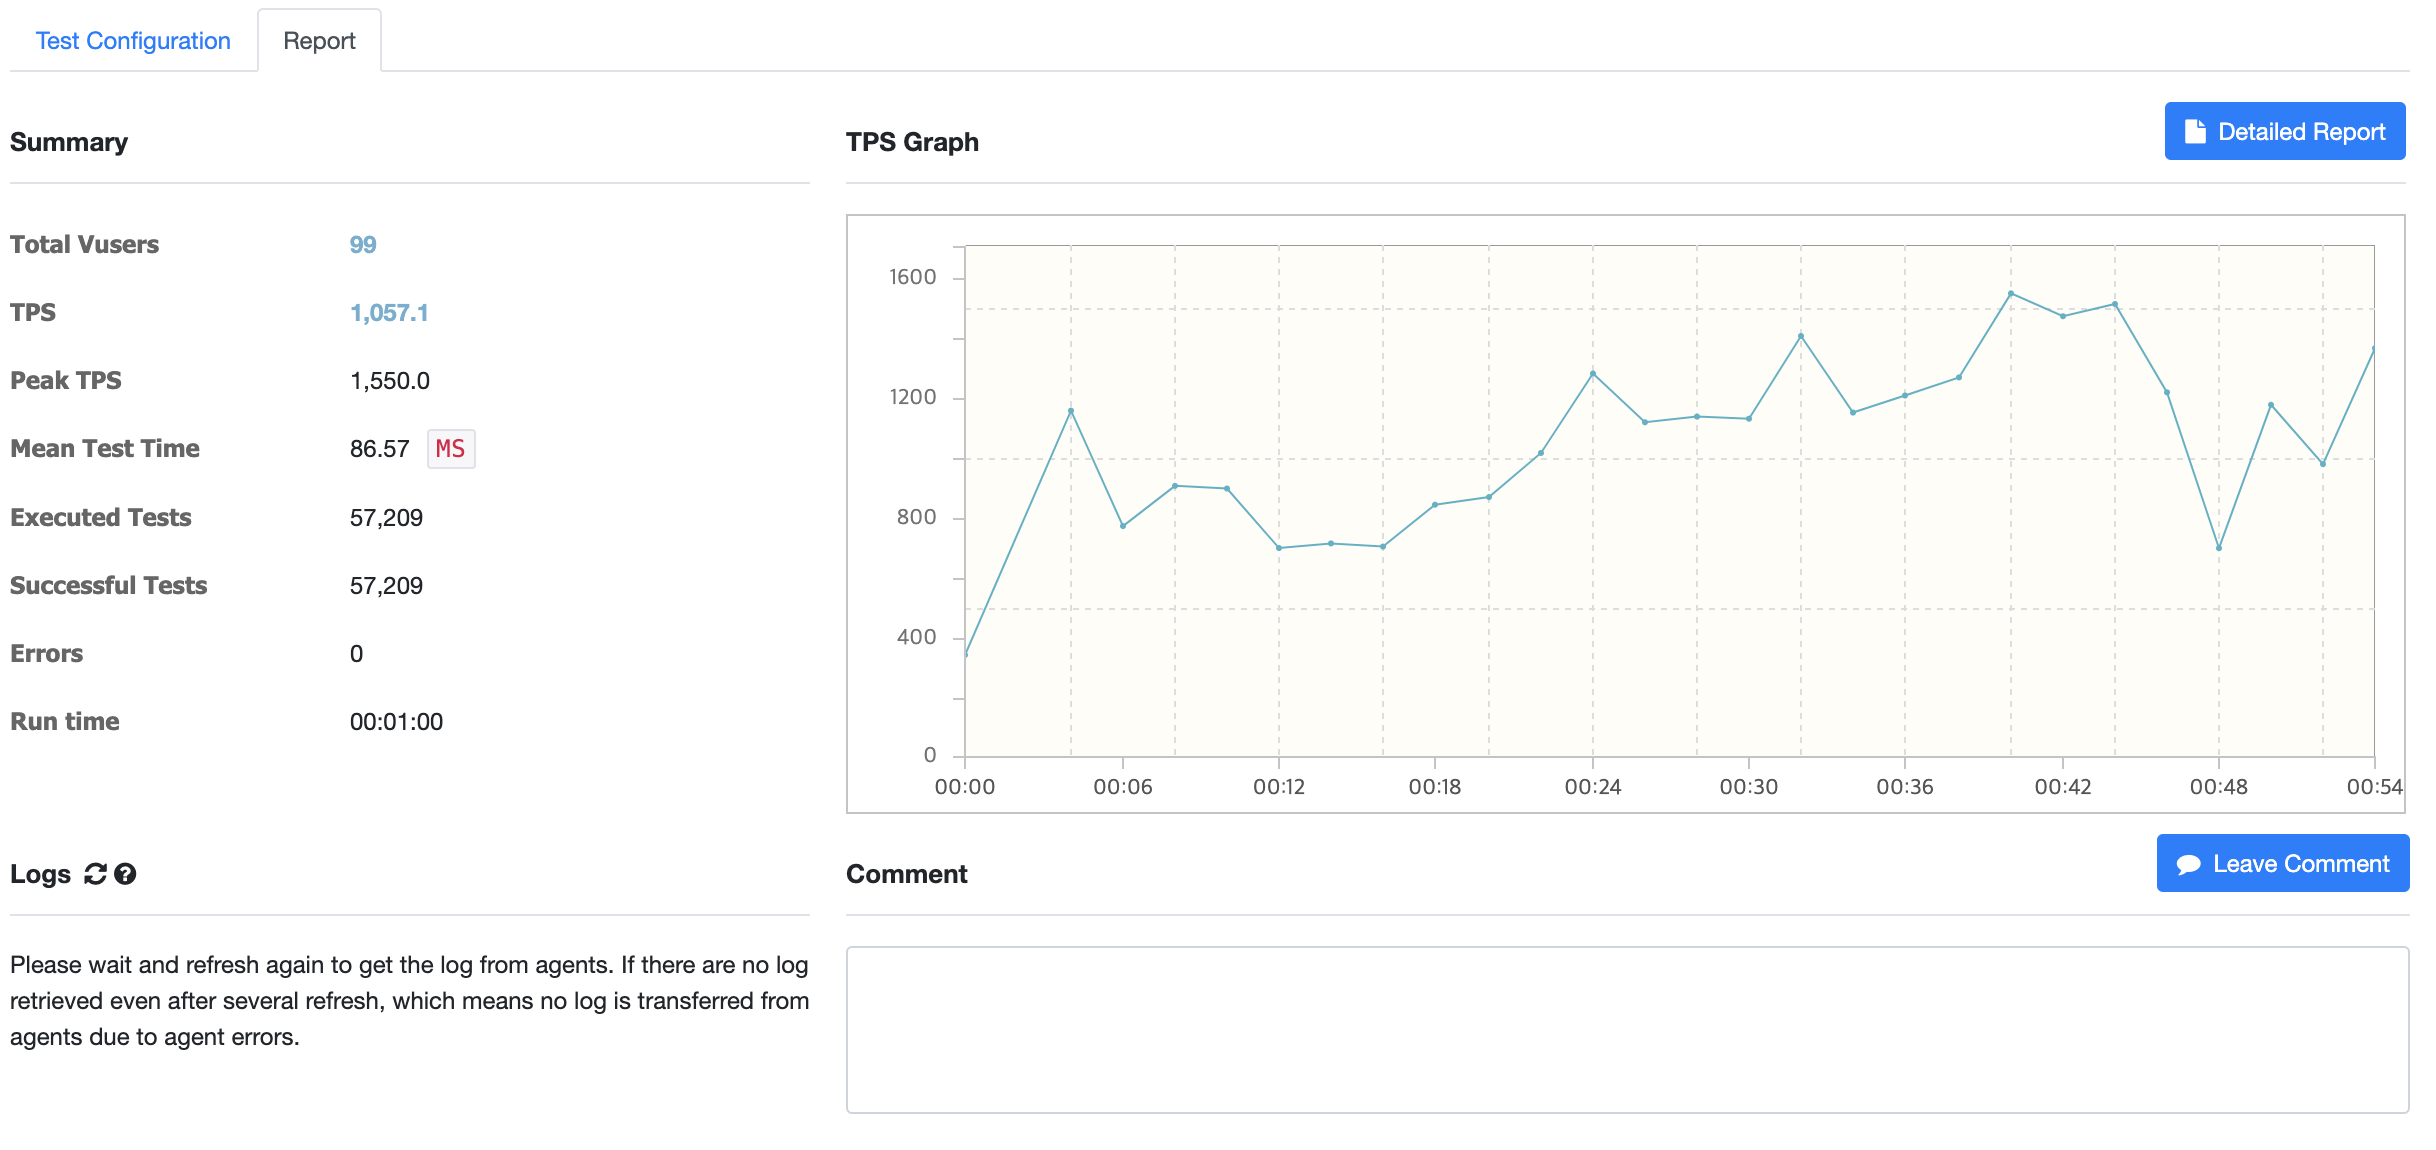 Test Configuration
Report
Summary
Total Vusers 99
TPS 1,057.1
Peak TPS 1,550.0
Mean Test Time 86.57 MS
Executed Tests 57,209
Successful Tests 57,209
Errors 0
Run time 00:01:00
TPS Graph
Detailed Report
1600
1200
800
400
0
00:00 00:06 00:12 00:18 00:24 00:30 00:36 00:42 00:48 00:54
Logs
Please wait and refresh again to get the log from agents. If there are no log
retrieved even after several refresh, which means no log is transferred from
agents due to agent errors.
Comment
Leave Comment